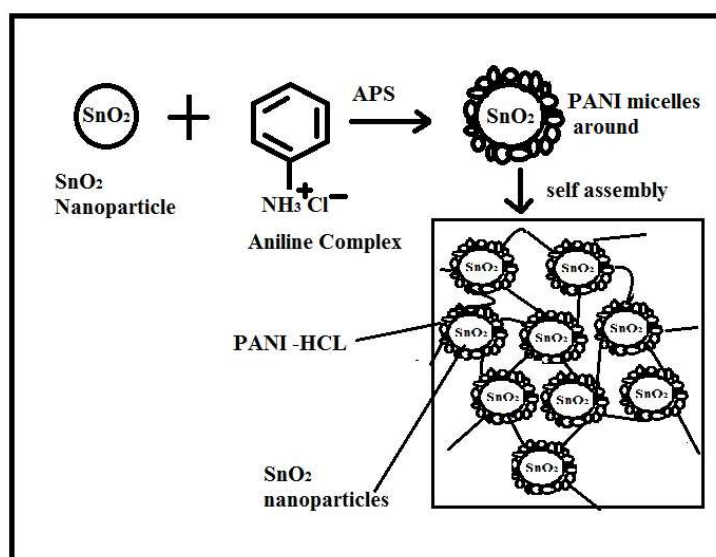 SnO₂
SnO₂
Nanoparticle
NH₃ Cl
Aniline Complex
APS
SnO₂
PANI micelles
around
self assembly
SnO₂
SnO₂
SnO₂
SnO₂
SnO₂
SnO₂
SnO₂
SnO₂
SnO₂
PANI -HCL
SnO₂
nanoparticles